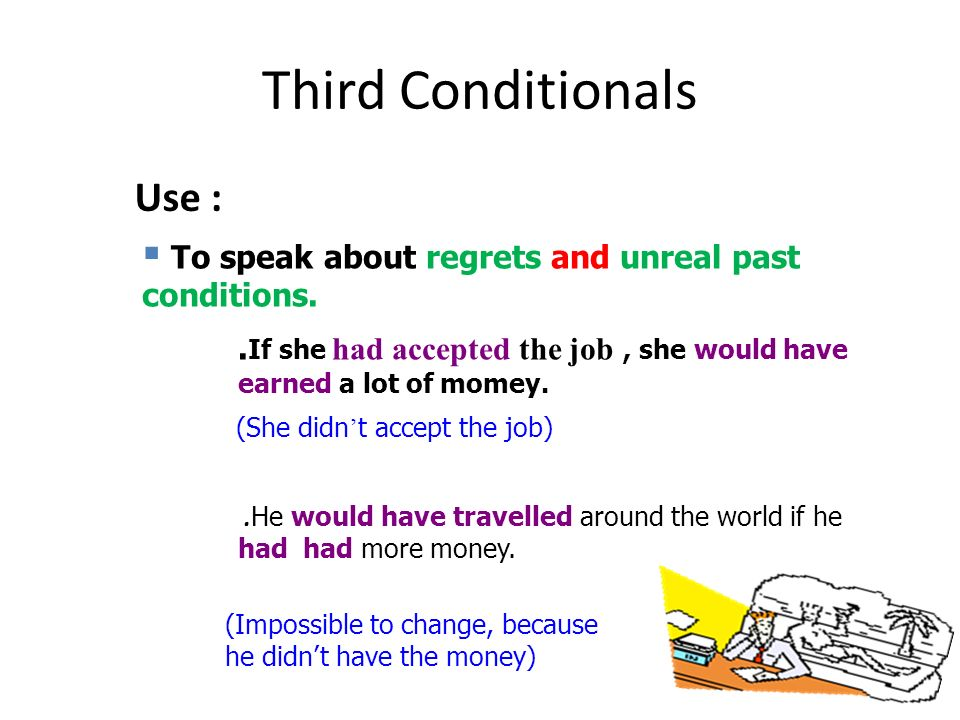 Third Conditionals
Use :
▪ To speak about regrets and unreal past
conditions.
.If she had accepted the job , she would have
earned a lot of momey.
(She didn’t accept the job)
.He would have travelled around the world if he
had  had more money.
(Impossible to change, because
he didn’t have the money)